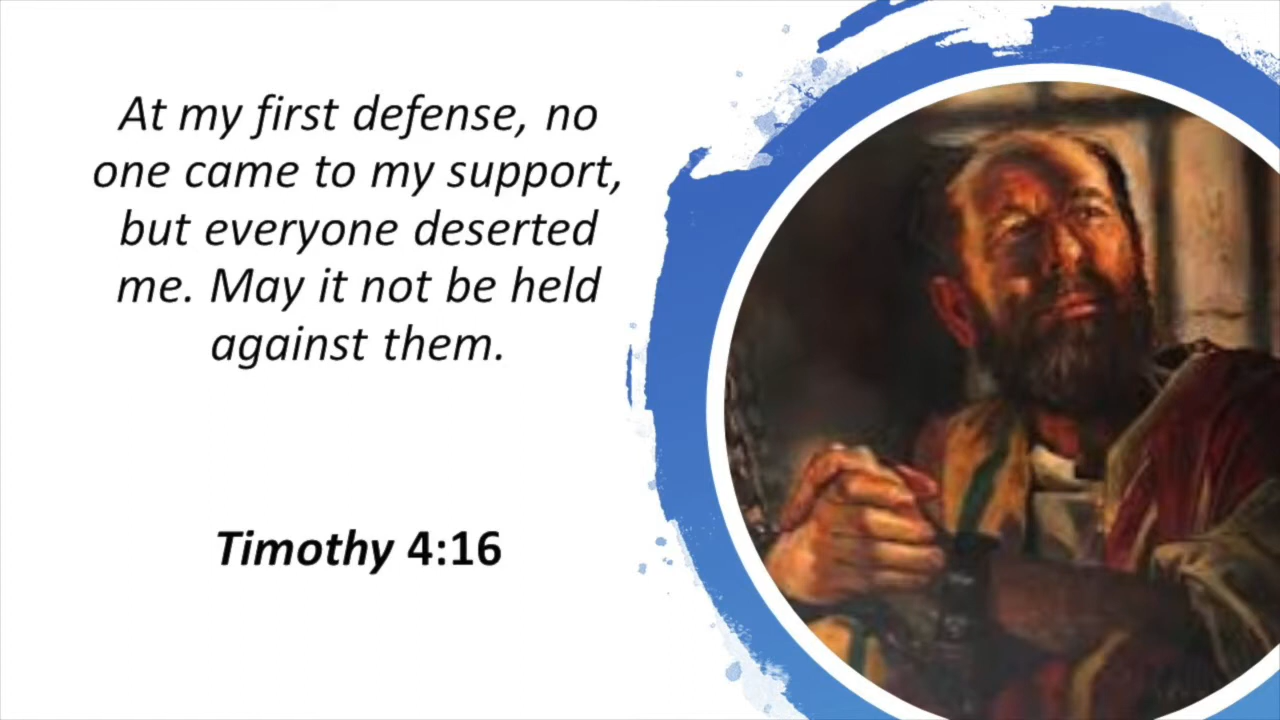 At my first defense, no
one came to my support,
but everyone deserted
me. May it not be held
against them.
Timothy 4:16